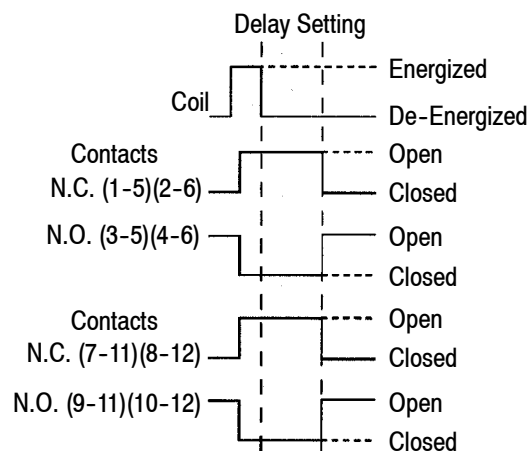 Delay Setting
Energized
Coil
De-Energized
Contacts
Open
N.C. (1-5)(2-6)
Closed
N.O. (3-5)(4-6)
Open
Closed
Contacts
Open
N.C. (7-11)(8-12)
Closed
N.O. (9-11)(10-12)
Open
Closed